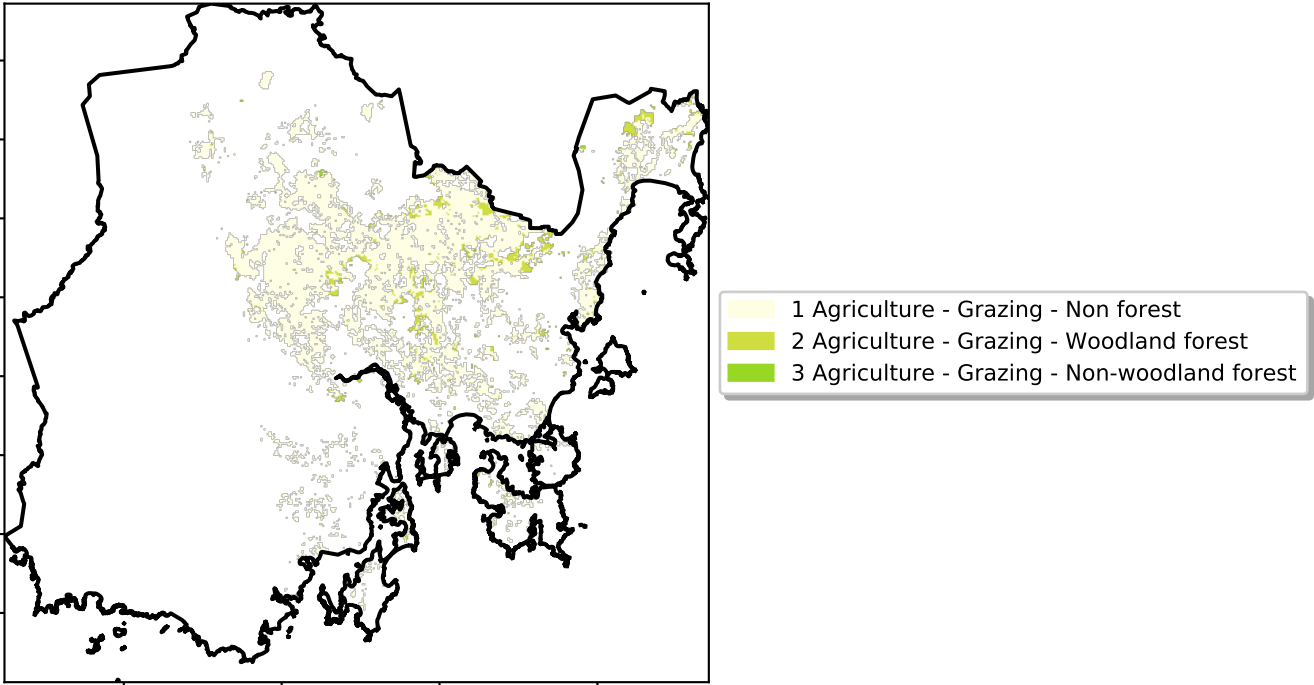 1 Agriculture - Grazing - Non forest
2 Agriculture - Grazing - Woodland forest
3 Agriculture - Grazing - Non-woodland forest